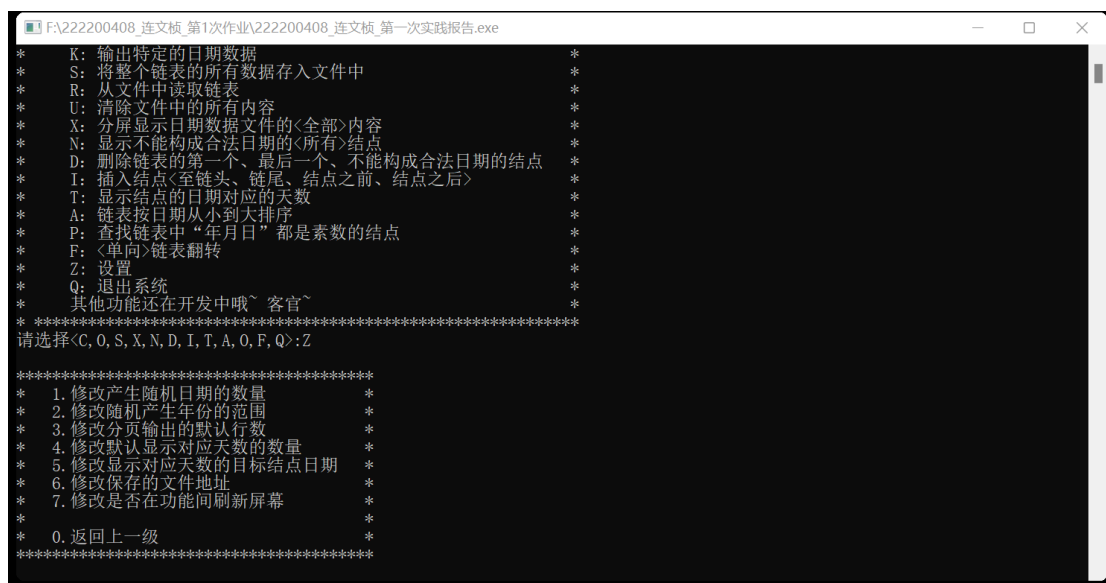 F:\222200408_连文桢_第1次作业\222200408_连文桢_第一次实践报告.exe
* K: 输出特定的日期数据 *
* S: 将整个链表的所有数据存入文件中 *
* R: 从文件中读取链表 *
* U: 清除文件中的所有内容 *
* X: 分屏显示日期数据文件的<全部>内容 *
* N: 显示不能构成合法日期的<所有>结点 *
* D: 删除链表的第一个、最后一个、不能构成合法日期的结点 *
* I: 插入结点<至链头、链尾、结点之前、结点之后> *
* T: 显示结点的日期对应的天数 *
* A: 链表按日期从小到大排序 *
* P: 查找链表中“年月日”都是素数的结点 *
* F: <单向>链表翻转 *
* Z: 设置 *
* Q: 退出系统 *
* 其他功能还在开发中哦~ 客官~ *
* *************************************************************
请选择<C,O,S,X,N,D,I,T,A,O,F,Q>:Z
****************************************
* 1.修改产生随机日期的数量 *
* 2.修改随机产生年份的范围 *
* 3.修改分页输出的默认行数 *
* 4.修改默认显示对应天数的数量 *
* 5.修改显示对应天数的目标结点日期 *
* 6.修改保存的文件地址 *
* 7.修改是否在功能间刷新屏幕 *
* *
* 0.返回上一级 *
****************************************